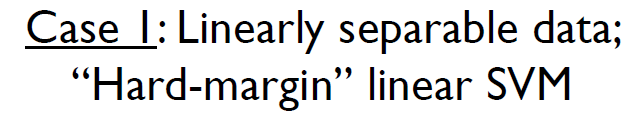 Case 1: Linearly separable data;
“Hard-margin” linear SVM